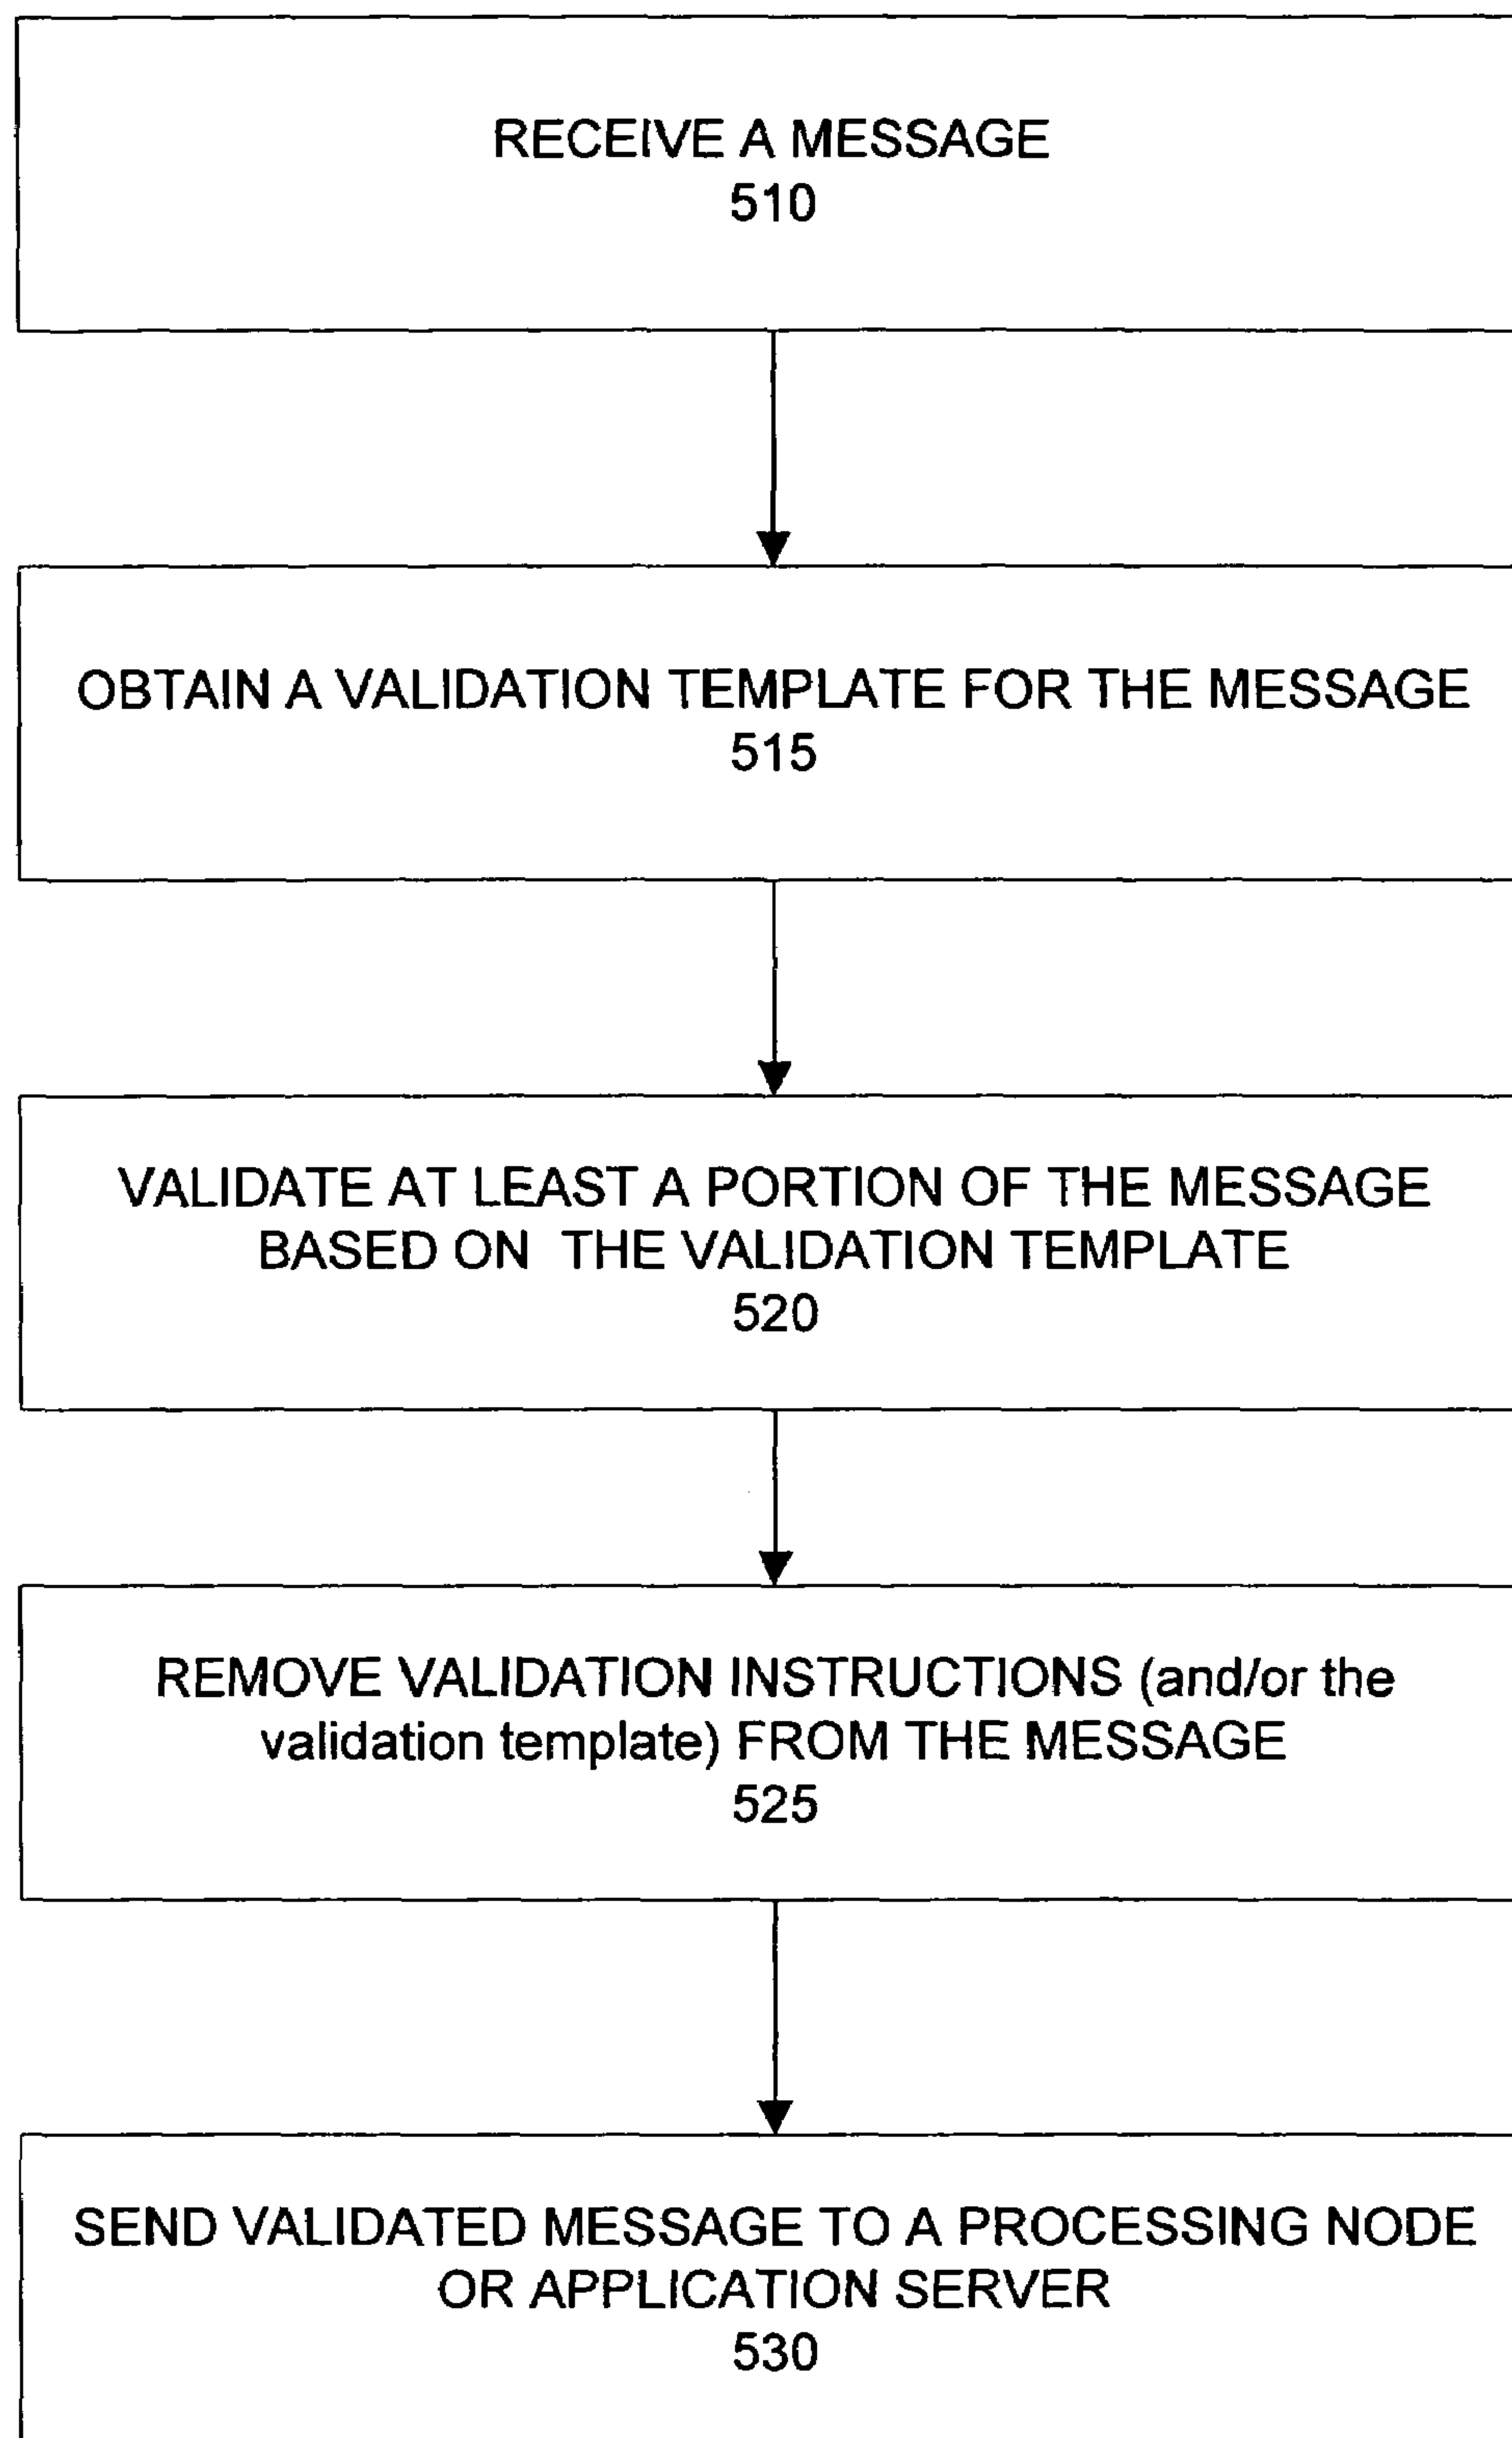 RECEIVE A MESSAGE
510
OBTAIN A VALIDATION TEMPLATE FOR THE MESSAGE
515
VALIDATE AT LEAST A PORTION OF THE MESSAGE
BASED ON THE VALIDATION TEMPLATE
520
REMOVE VALIDATION INSTRUCTIONS (and/or the
validation template) FROM THE MESSAGE
525
SEND VALIDATED MESSAGE TO A PROCESSING NODE
OR APPLICATION SERVER
530